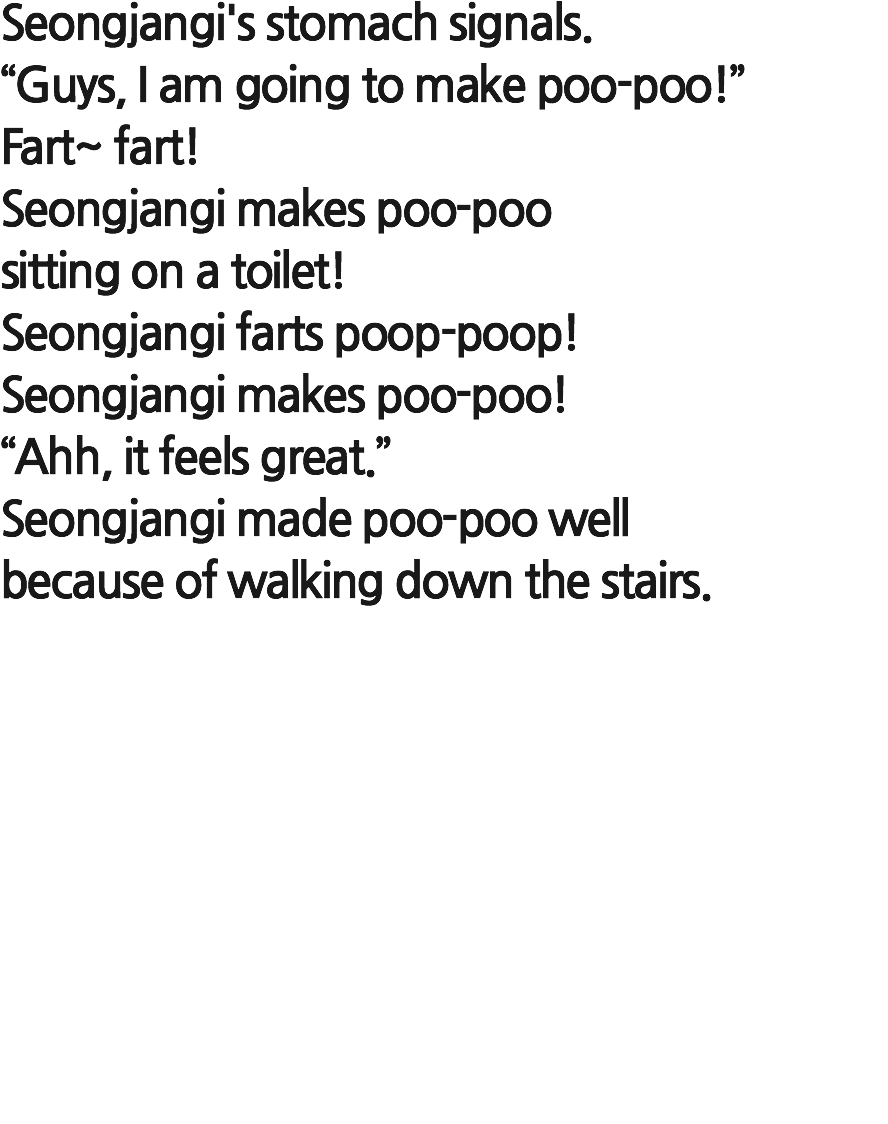 Seongjangi's stomach signals.
“Guys, I am going to make poo-poo!”
Fart~ fart!
Seongjangi makes poo-poo
sitting on a toilet!
Seongjangi farts poop-poop!
Seongjangi makes poo-poo!
“Ahh, it feels great.”
Seongjangi made poo-poo well
because of walking down the stairs.